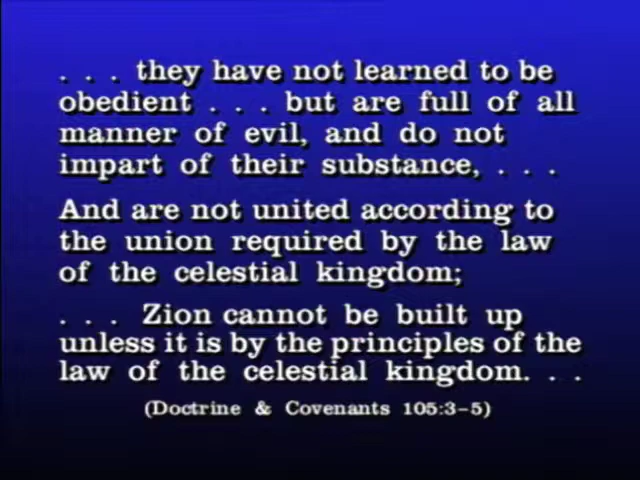 . . . they have not learned to be
obedient . . . but are full of all
manner of evil, and do not
impart of their substance, . . .
And are not united according to
the union required by the law
of the celestial kingdom;
. . . Zion cannot be built up
unless it is by the principles of the
law of the celestial kingdom. . .
(Doctrine & Covenants 105:3-5)